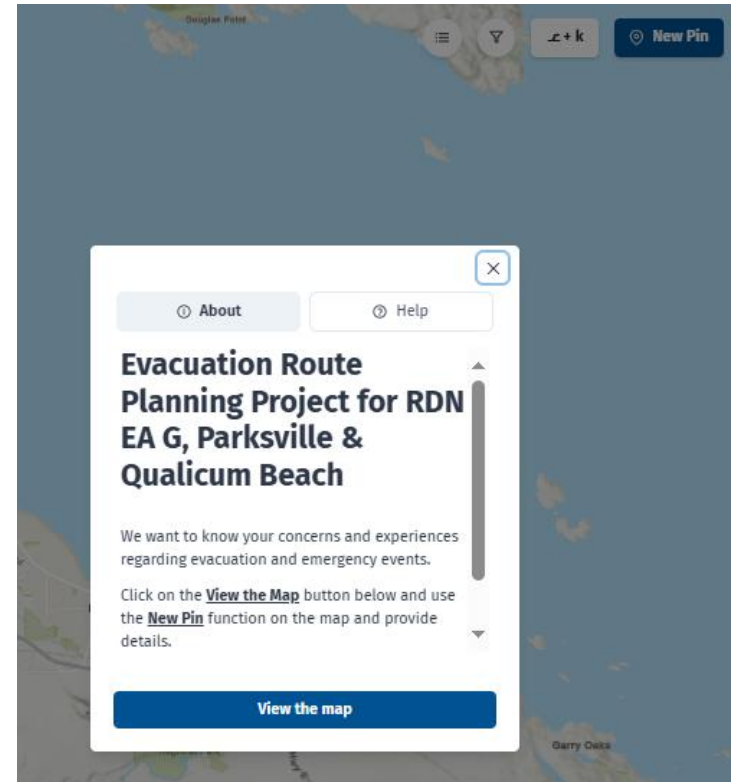 Douglas Point
+ k
New Pin
About
Help
Evacuation Route
Planning Project for RDN
EA G, Parksville &
Qualicum Beach
We want to know your concerns and experiences
regarding evacuation and emergency events.
Click on the View the Map button below and use
the New Pin function on the map and provide
details.
View the map
Garry Oaks